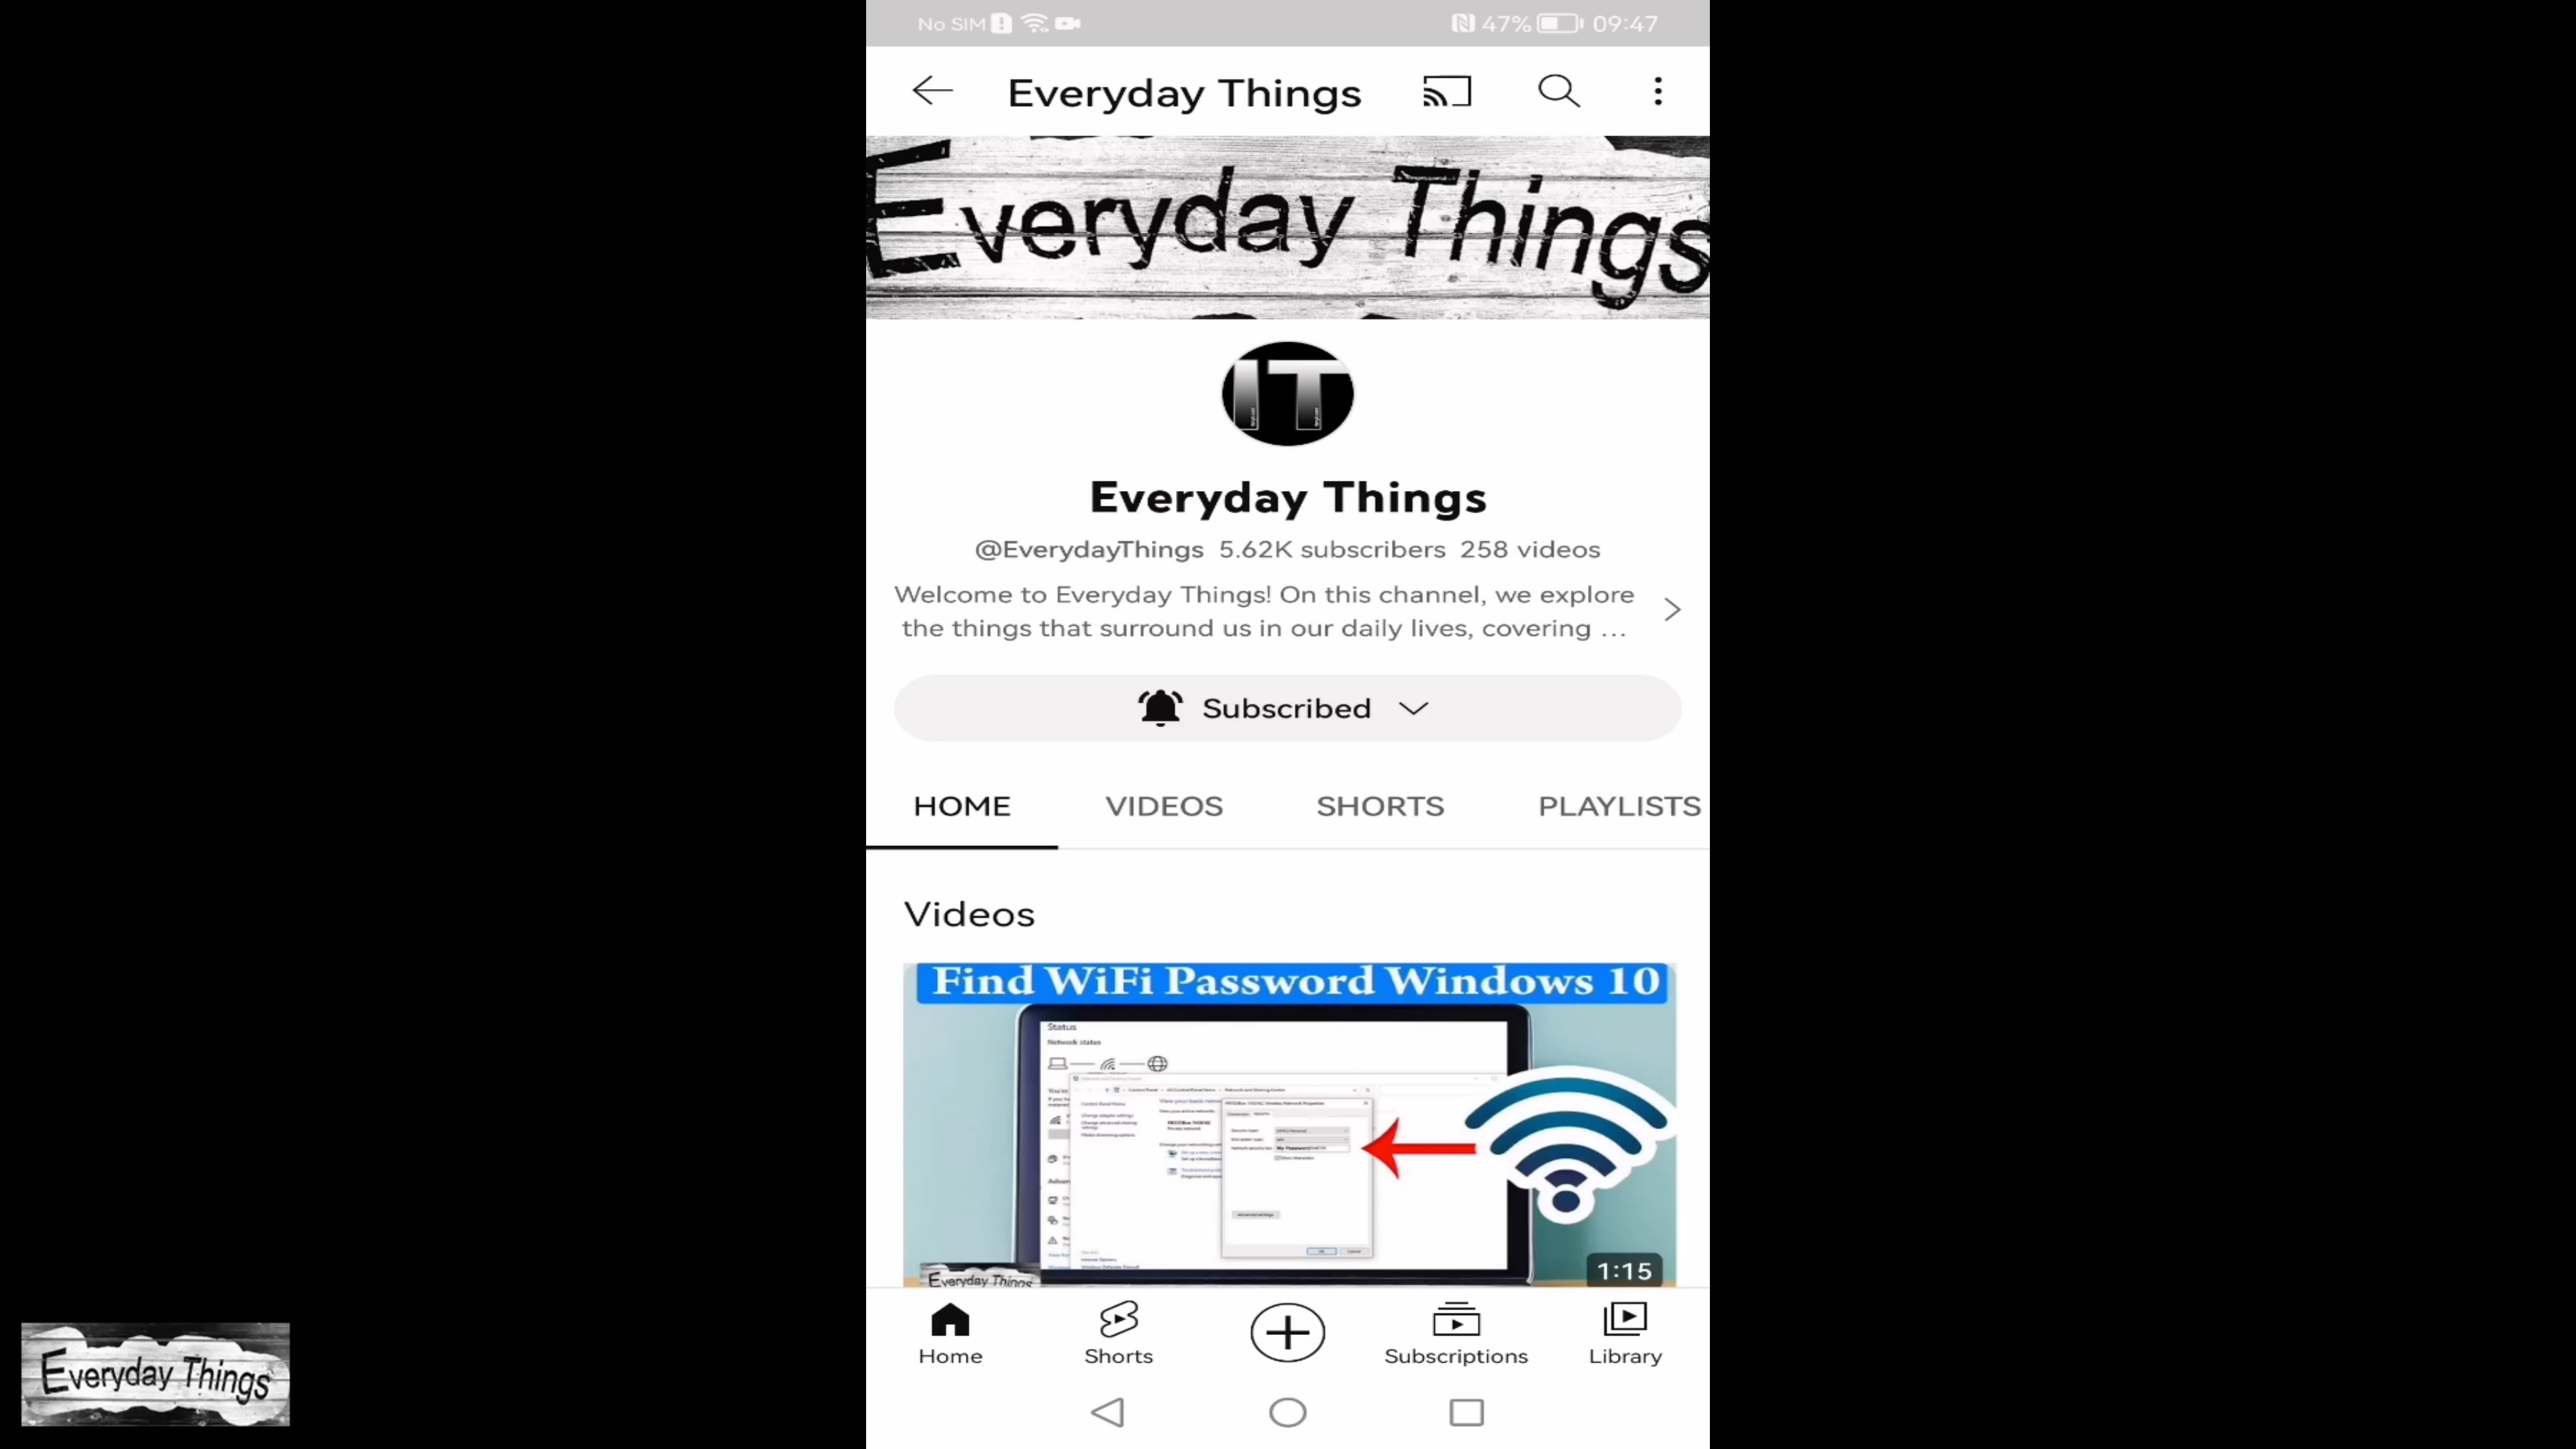 No SIM 47% 09:47
Everyday Things
Everyday Things
IT
Everyday Things
@EverydayThings 5.62K subscribers 258 videos
Welcome to Everyday Things! On this channel, we explore
the things that surround us in our daily lives, covering ...
Subscribed
HOME VIDEOS SHORTS PLAYLISTS
Videos
Find WiFi Password Windows 10
Status
Network status
Everyday Things
1:15
Home Shorts Subscriptions Library
Everyday Things